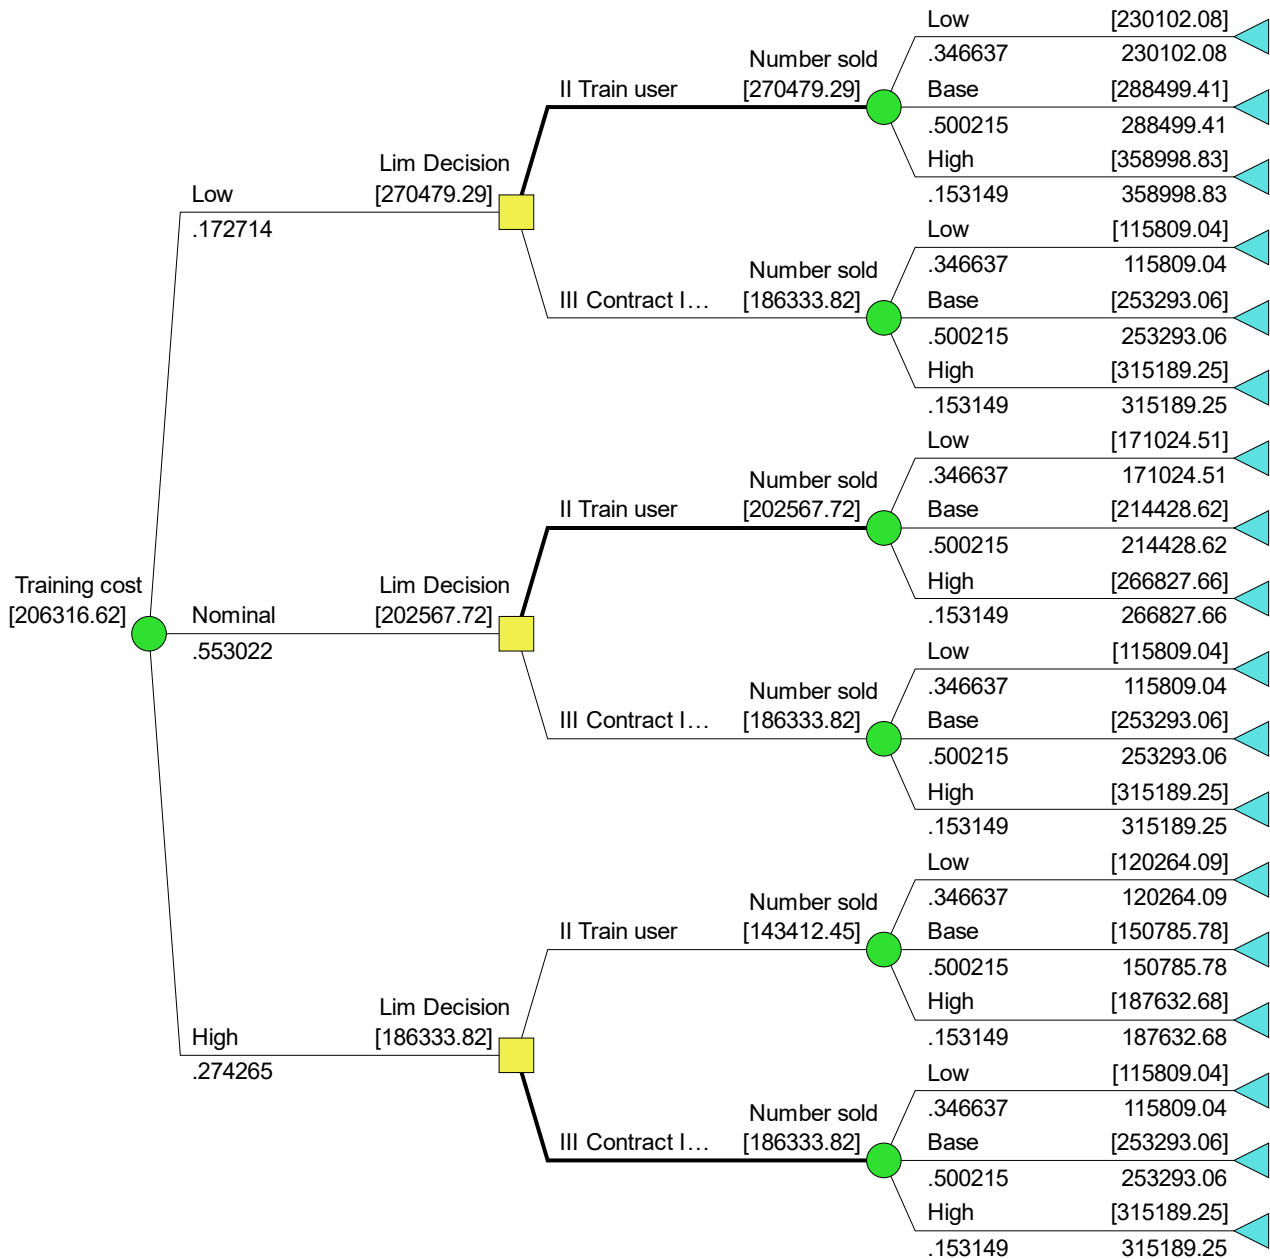 Low [230102.08]
.346637 230102.08
Number sold
II Train user [270479.29]
Base [288499.41]
.500215 288499.41
High [358998.83]
.153149 358998.83
Lim Decision
Low [270479.29]
.172714
Low [115809.04]
.346637 115809.04
Number sold
III Contract I... [186333.82]
Base [253293.06]
.500215 253293.06
High [315189.25]
.153149 315189.25
Low [171024.51]
.346637 171024.51
Number sold
II Train user [202567.72]
Base [214428.62]
.500215 214428.62
High [266827.66]
.153149 266827.66
Training cost
[206316.62]
Lim Decision
Nominal [202567.72]
.553022
Low [115809.04]
.346637 115809.04
Number sold
III Contract I... [186333.82]
Base [253293.06]
.500215 253293.06
High [315189.25]
.153149 315189.25
Low [120264.09]
.346637 120264.09
Number sold
II Train user [143412.45]
Base [150785.78]
.500215 150785.78
High [187632.68]
.153149 187632.68
Lim Decision
High [186333.82]
.274265
Low [115809.04]
.346637 115809.04
Number sold
III Contract I... [186333.82]
Base [253293.06]
.500215 253293.06
High [315189.25]
.153149 315189.25